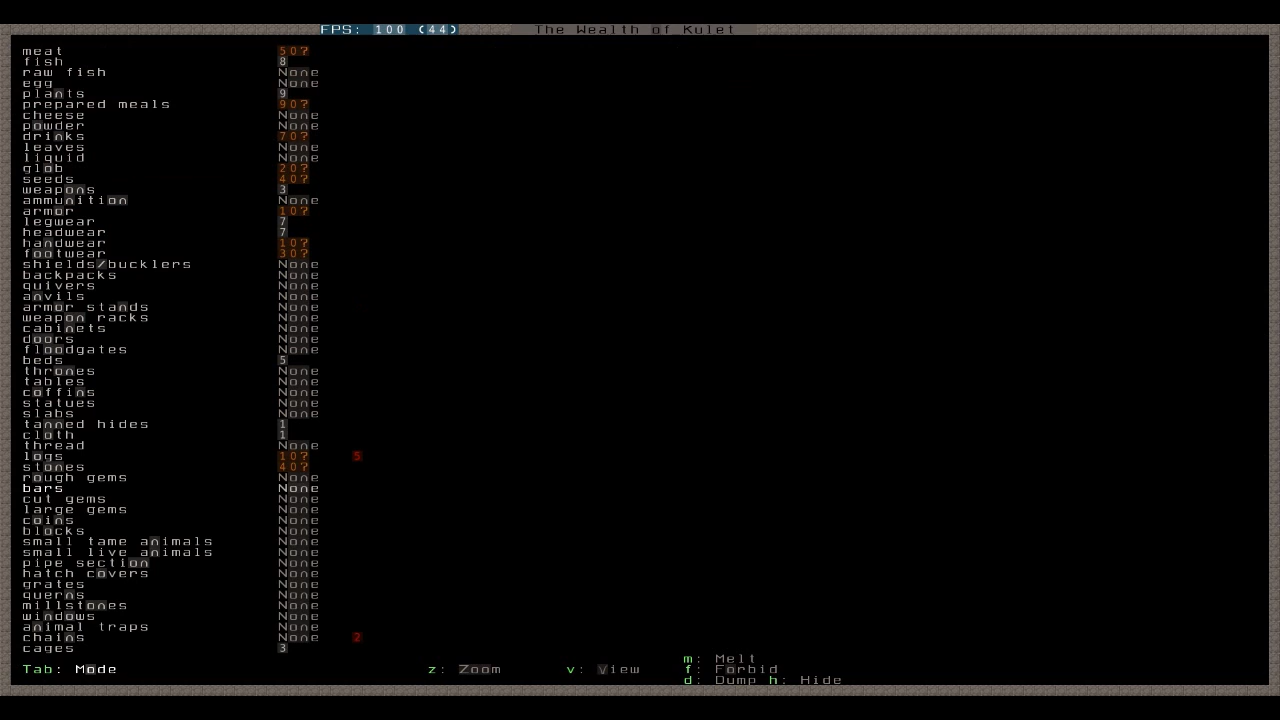 FPS: 100 (44) The Wealth of Kulet
meat 50?
fish 8
raw fish None
egg None
plants 9
prepared meals 90?
cheese None
powder None
drinks 70?
leaves None
liquid None
glob 20?
seeds 40?
weapons 3
ammunition None
armor 10?
legwear 7
headwear 7
handwear 10?
footwear 30?
shields/bucklers None
backpacks None
quivers None
anvils None
armor stands None
weapon racks None
cabinets None
doors None
floodgates None
beds 5
thrones None
tables None
coffins None
statues None
slabs None
tanned hides 1
cloth 1
thread None
logs 10? 5
stones 40?
rough gems None
bars None
cut gems None
large gems None
coins None
blocks None
small tame animals None
small live animals None
pipe section None
hatch covers None
grates None
querns None
millstones None
windows None
animal traps None
chains None 2
cages 3
m: Melt
Tab: Mode z: Zoom v: View f: Forbid
d: Dump h: Hide